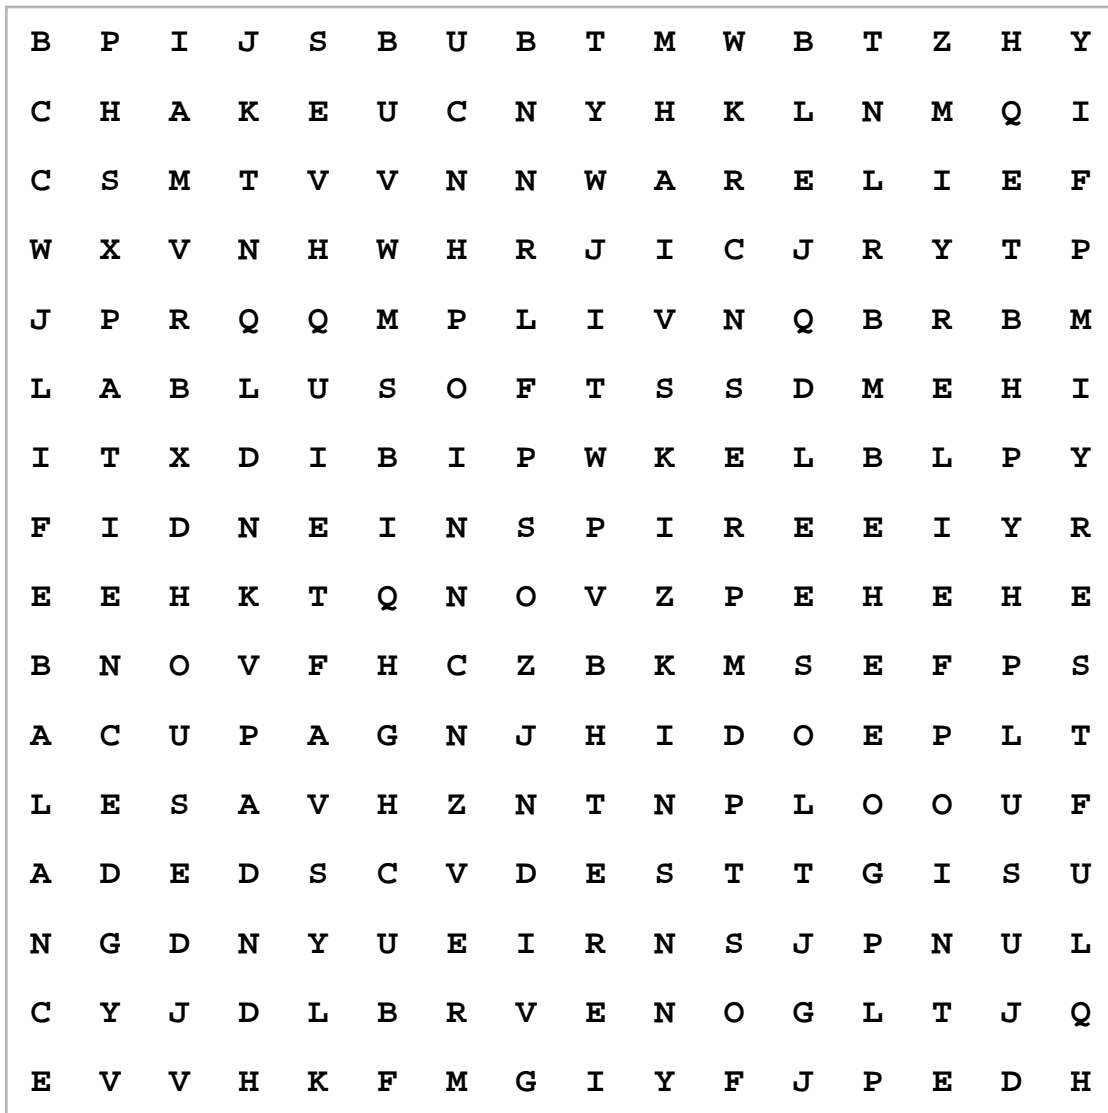 B P I J S B U B T M W B T Z H Y
C H A K E U C N Y H K L N M Q I
C S M T V V N N W A R E L I E F
W X V N H W H R J I C J R Y T P
J P R Q Q M P L I V N Q B R B M
L A B L U S O F T S S D M E H I
I T X D I B I P W K E L B L P Y
F I D N E I N S P I R E E I Y R
E E H K T Q N O V Z P E H E H E
B N O V F H C Z B K M S E F P S
A C U P A G N J H I D O E P L T
L E S A V H Z N T N P L O O U F
A D E D S C V D E S T T G I S U
N G D N Y U E I R N S J P N U L
C Y J D L B R V E N O G L T J Q
E V V H K F M G I Y F J P E D H